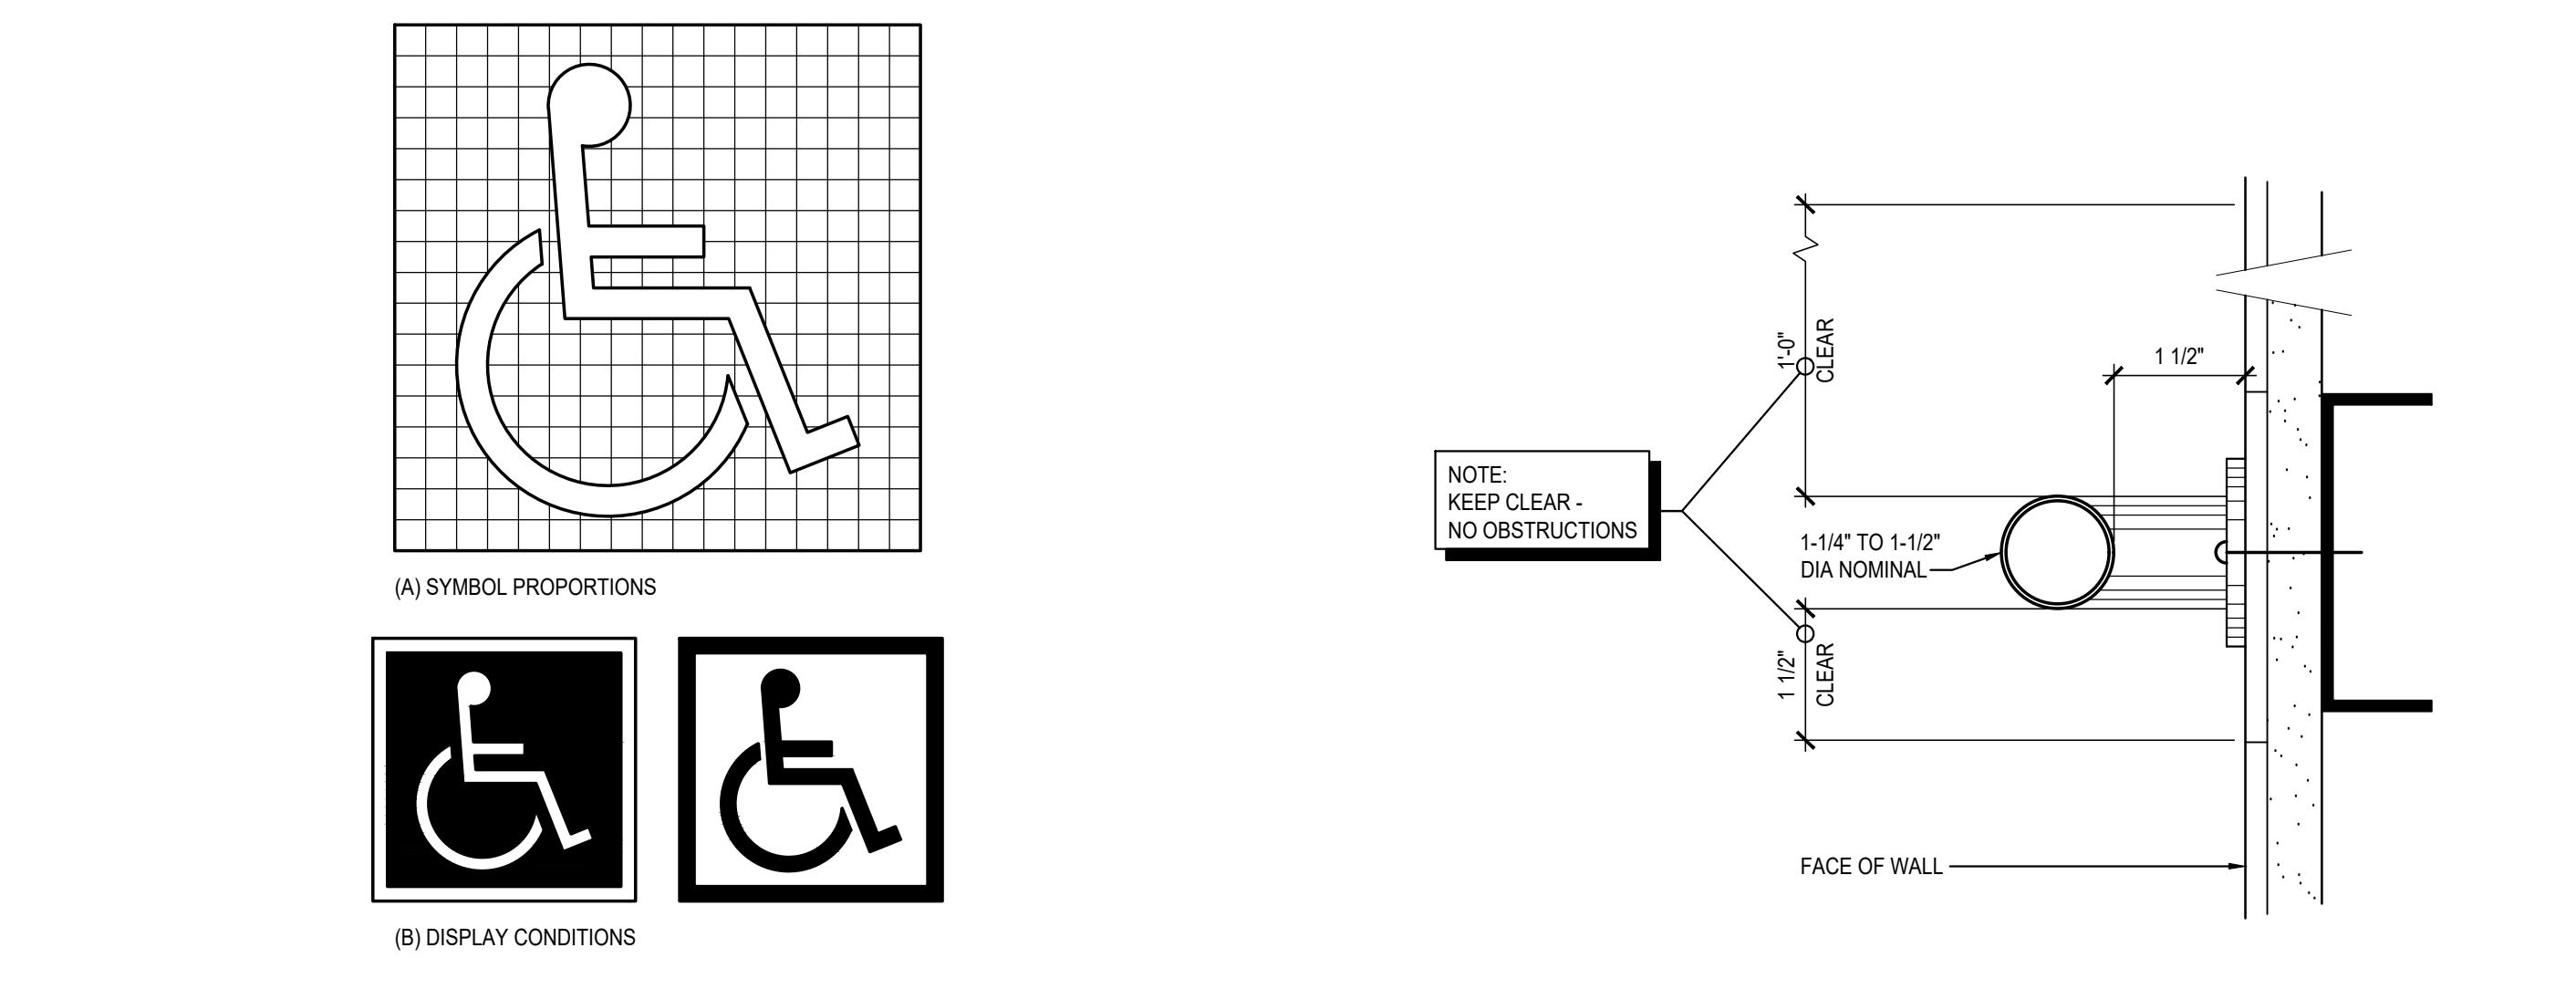 (A) SYMBOL PROPORTIONS
(B) DISPLAY CONDITIONS
NOTE:
KEEP CLEAR -
NO OBSTRUCTIONS
1'-0"
CLEAR
1 1/2"
1-1/4" TO 1-1/2"
DIA NOMINAL
1 1/2"
CLEAR
FACE OF WALL